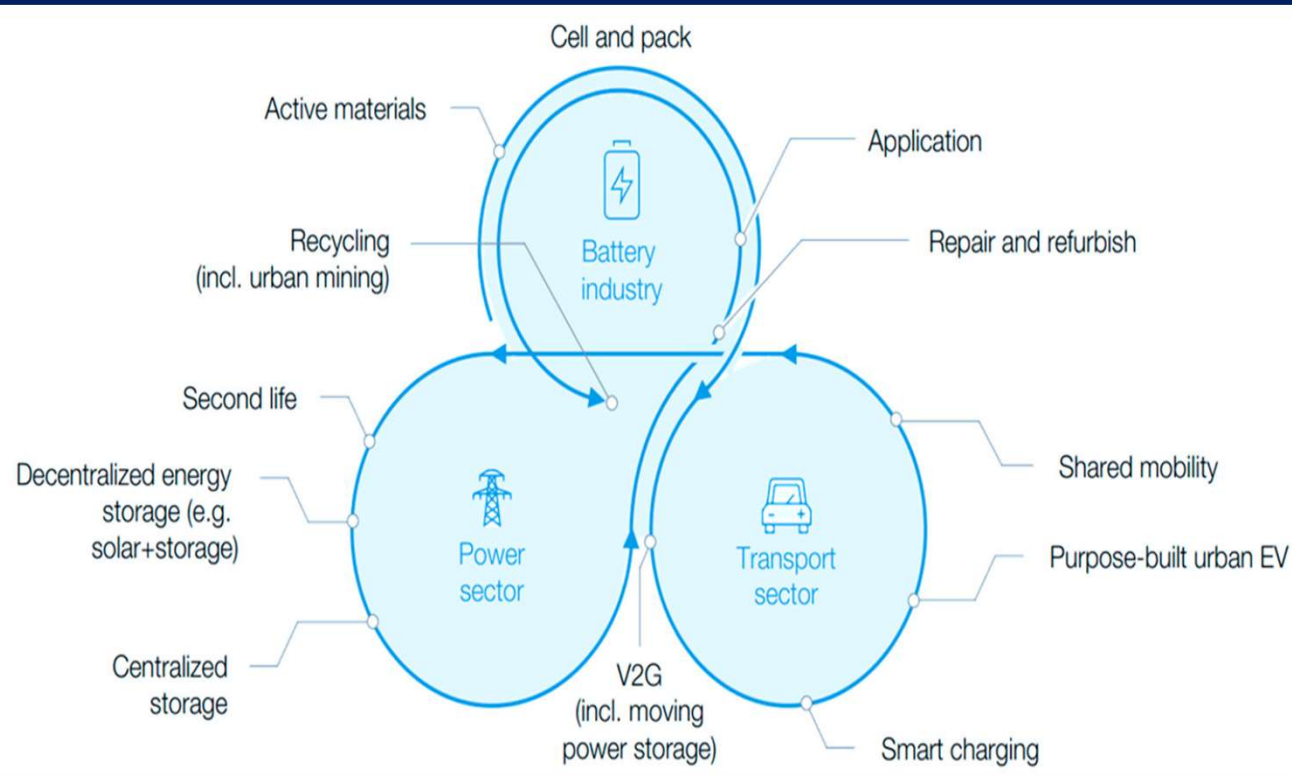 Cell and pack
Active materials
Application
Recycling
(incl. urban mining)
Repair and refurbish
Battery
industry
Second life
Decentralized energy
storage (e.g.
solar+storage)
Centralized
storage
Power
sector
Transport
sector
Shared mobility
Purpose-built urban EV
V2G
(incl. moving
power storage)
Smart charging